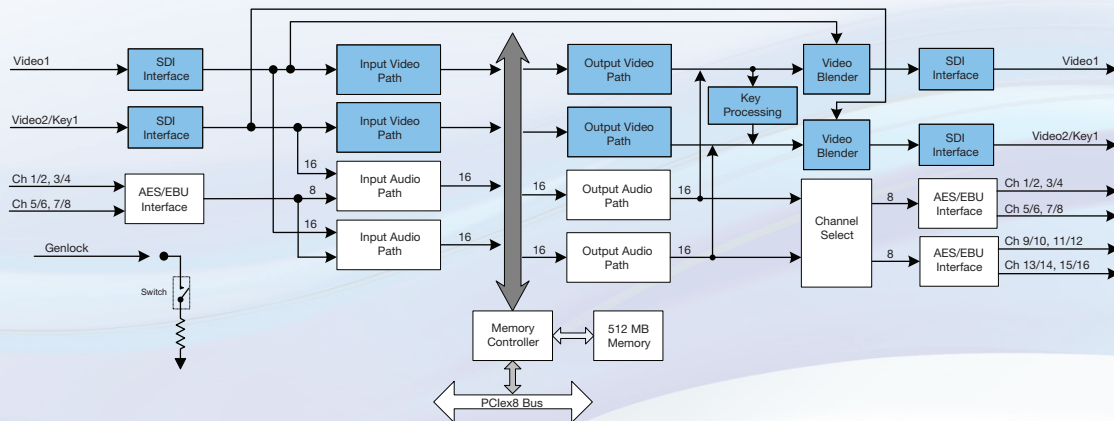 Video1
SDI
Interface
Input Video
Path
Output Video
Path
Video
Blender
SDI
Interface
Video1
Key
Processing
Video2/Key1
SDI
Interface
Input Video
Path
Output Video
Path
Video
Blender
SDI
Interface
Video2/Key1
16
Ch 1/2, 3/4
Ch 5/6, 7/8
AES/EBU
Interface
8
Input Audio
Path
16
16
Output Audio
Path
16
Channel
Select
8
AES/EBU
Interface
Ch 1/2, 3/4
Ch 5/6, 7/8
16
Input Audio
Path
16
16
Output Audio
Path
16
8
AES/EBU
Interface
Ch 9/10, 11/12
Ch 13/14, 15/16
Genlock
Switch
Memory
Controller
512 MB
Memory
PCIex8 Bus